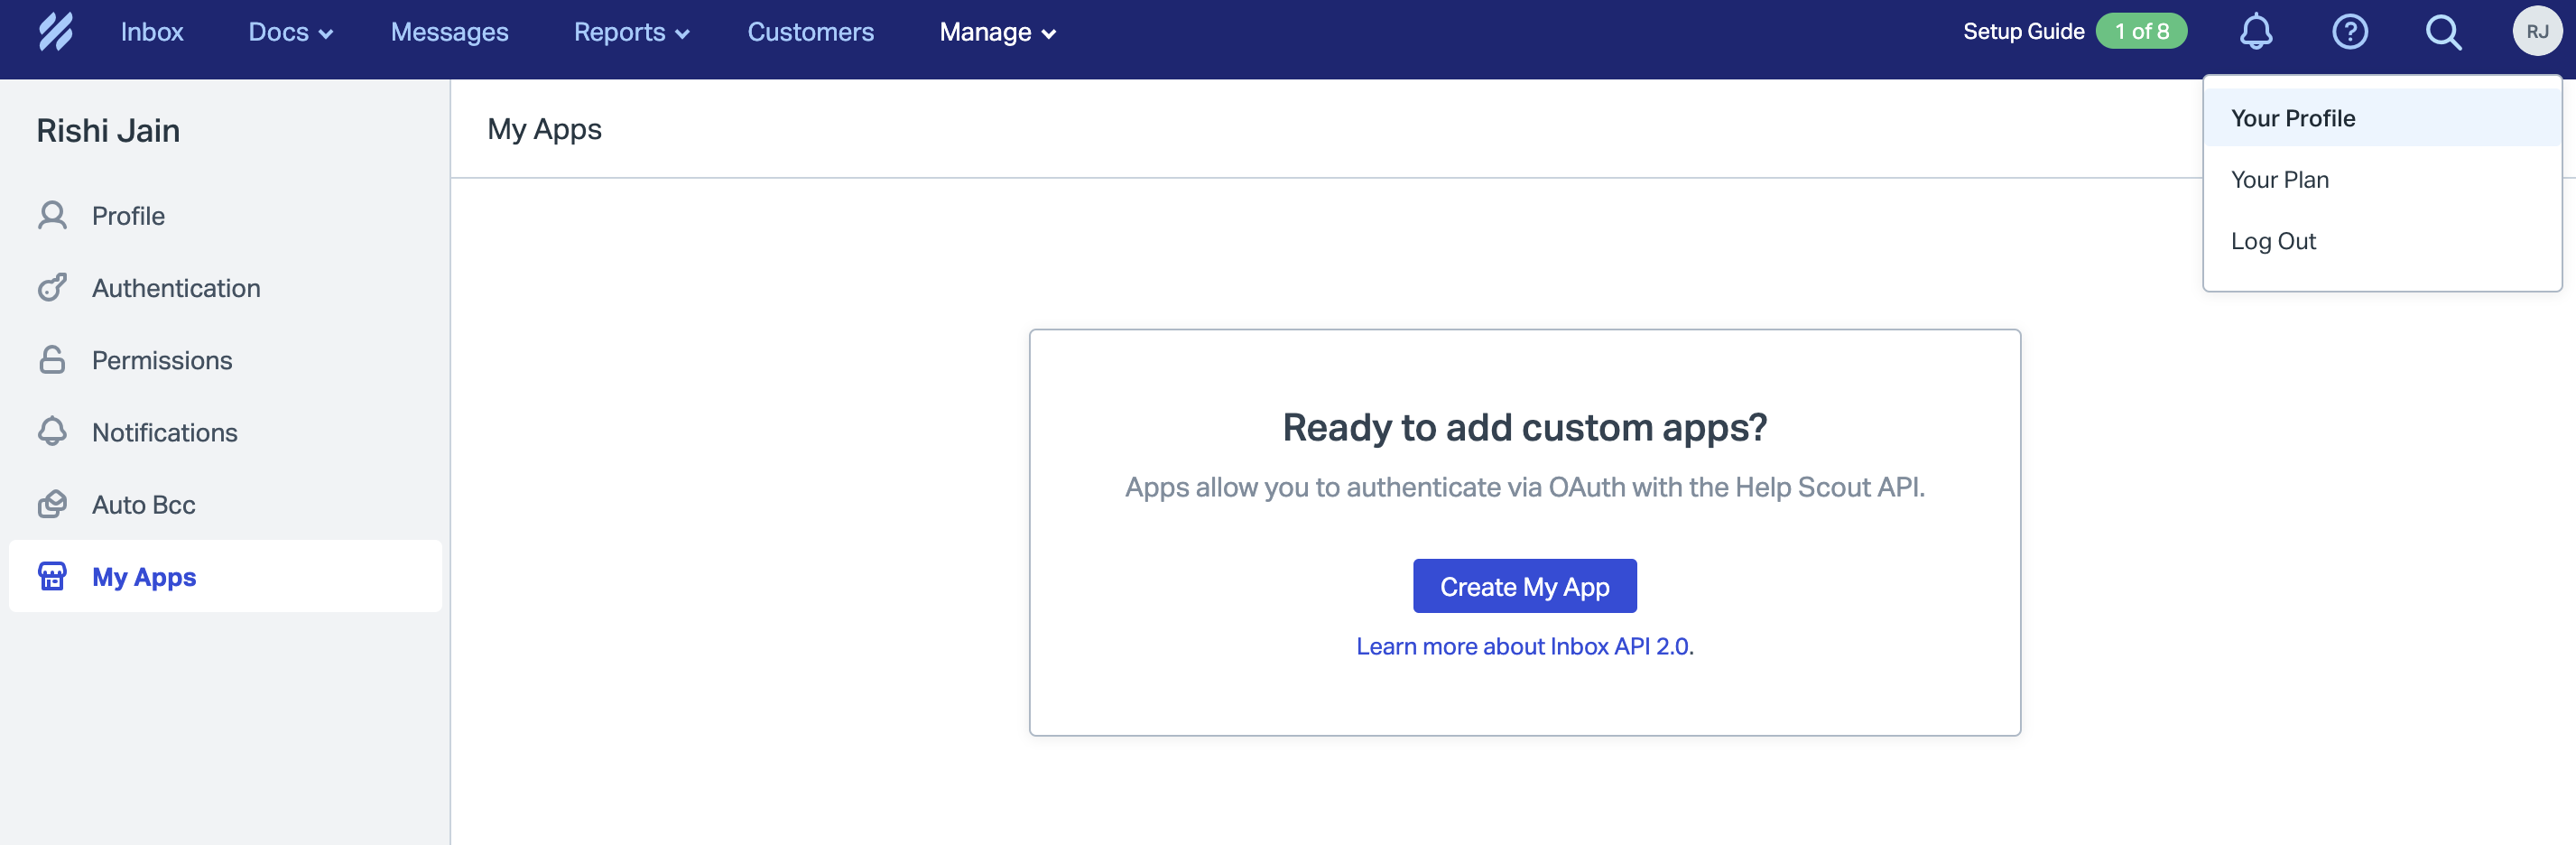 Inbox Docs Messages Reports Customers Manage Setup Guide 1 of 8 RJ
Your Profile
Your Plan
Log Out
Rishi Jain
Profile
Authentication
Permissions
Notifications
Auto Bcc
My Apps
My Apps
Ready to add custom apps?
Apps allow you to authenticate via OAuth with the Help Scout API.
Create My App
Learn more about Inbox API 2.0.